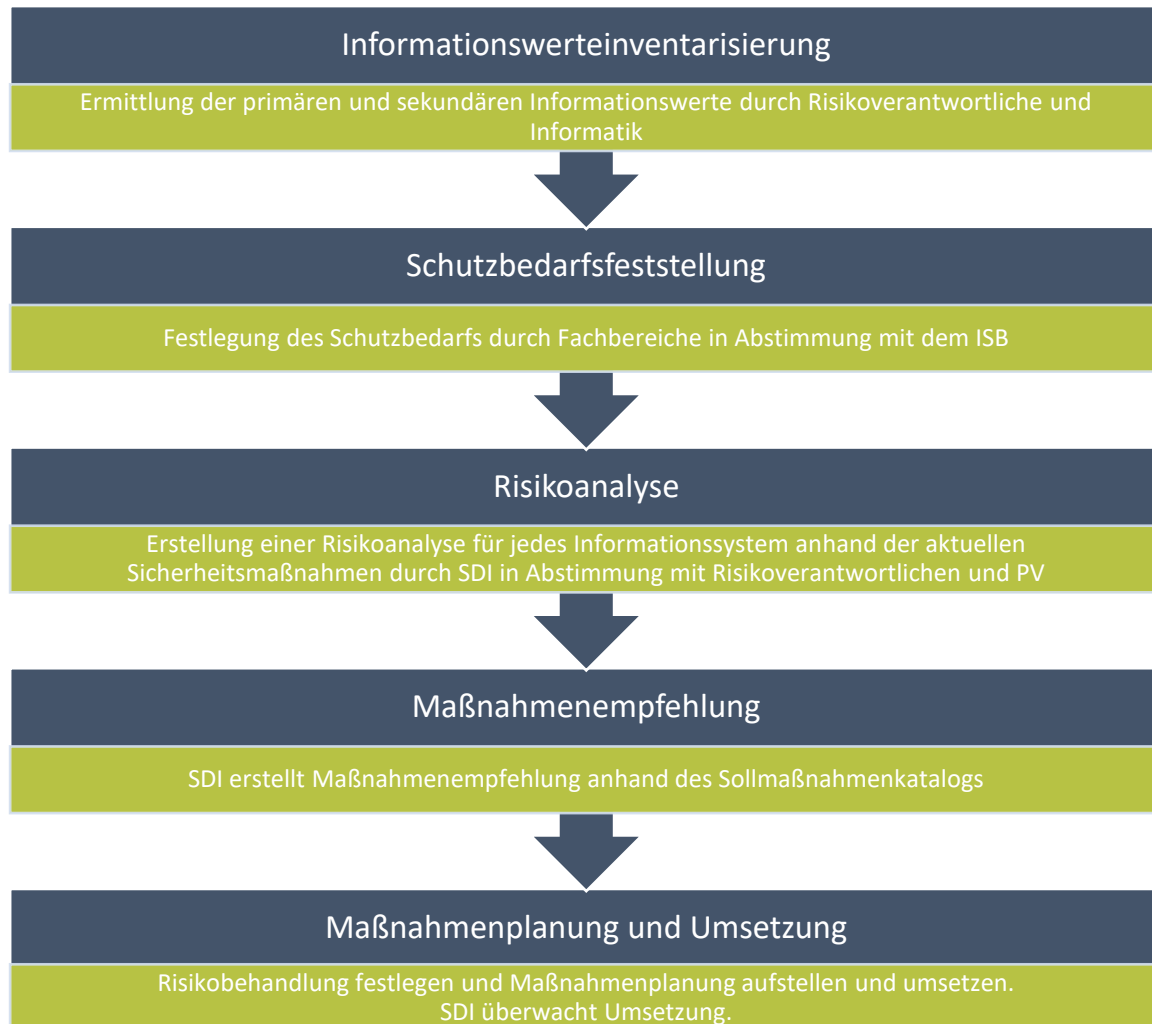 Informationswerteinventarisierung
Ermittlung der primären und sekundären Informationswerte durch Risikoverantwortliche und
Informatik
Schutzbedarfsfeststellung
Festlegung des Schutzbedarfs durch Fachbereiche in Abstimmung mit dem ISB
Risikoanalyse
Erstellung einer Risikoanalyse für jedes Informationssystem anhand der aktuellen
Sicherheitsmaßnahmen durch SDI in Abstimmung mit Risikoverantwortlichen und PV
Maßnahmenempfehlung
SDI erstellt Maßnahmenempfehlung anhand des Sollmaßnahmenkatalogs
Maßnahmenplanung und Umsetzung
Risikobehandlung festlegen und Maßnahmenplanung aufstellen und umsetzen.
SDI überwacht Umsetzung.